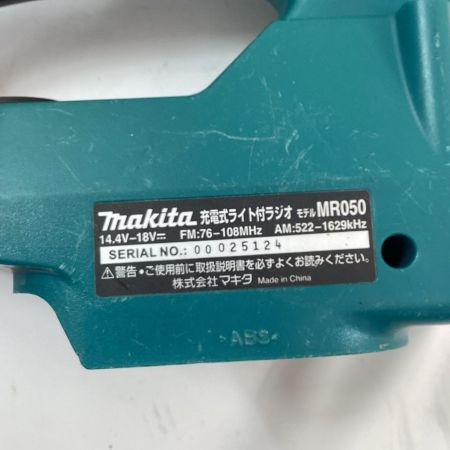 makita 充電式ライト付ラジオ モデル MR050
14.4V-18V⎓ FM:76-108MHz AM:522-1629kHz
SERIAL NO.: 00025124
⚠警告・ご使用前に取扱説明書を必ずよくお読みください。
株式会社マキタ Made in China
>ABS<